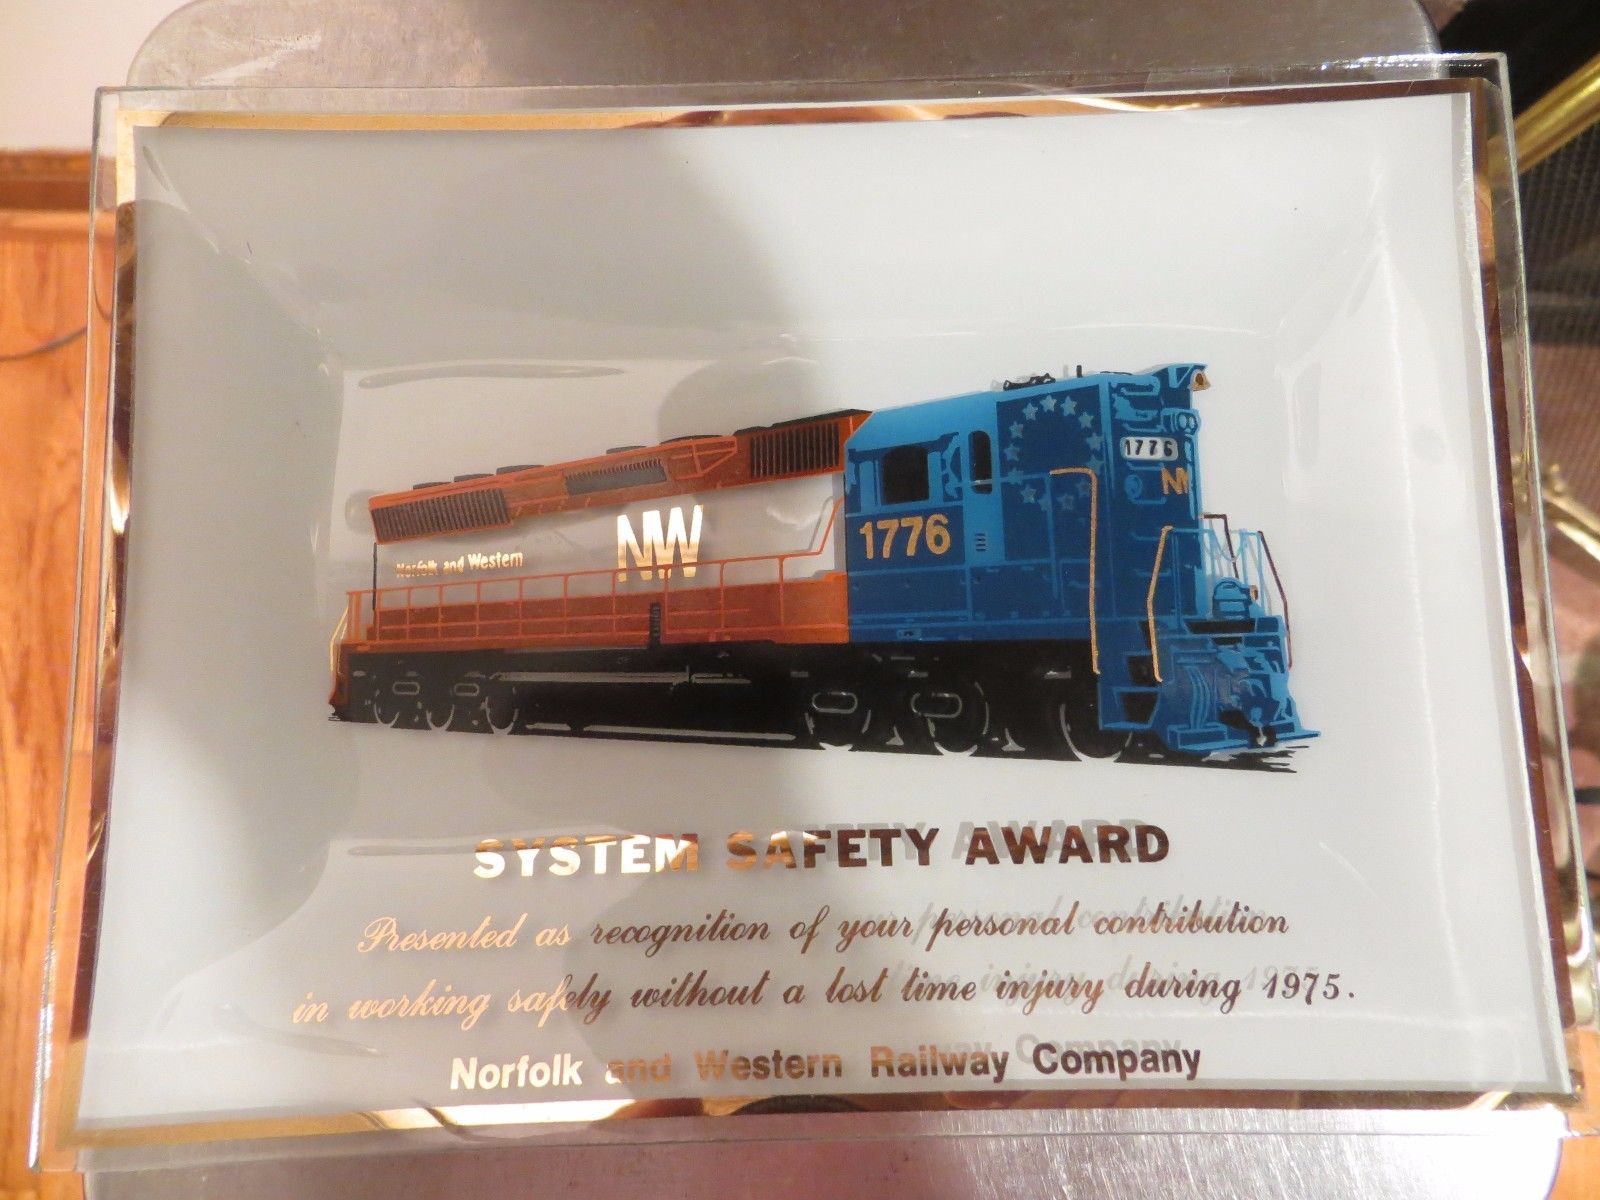 1776
NW
1776
NW
Norfolk and Western
SYSTEM SAFETY AWARD
Presented as recognition of your personal contribution
in working safely without a lost time injury during 1975.
Norfolk and Western Railway Company